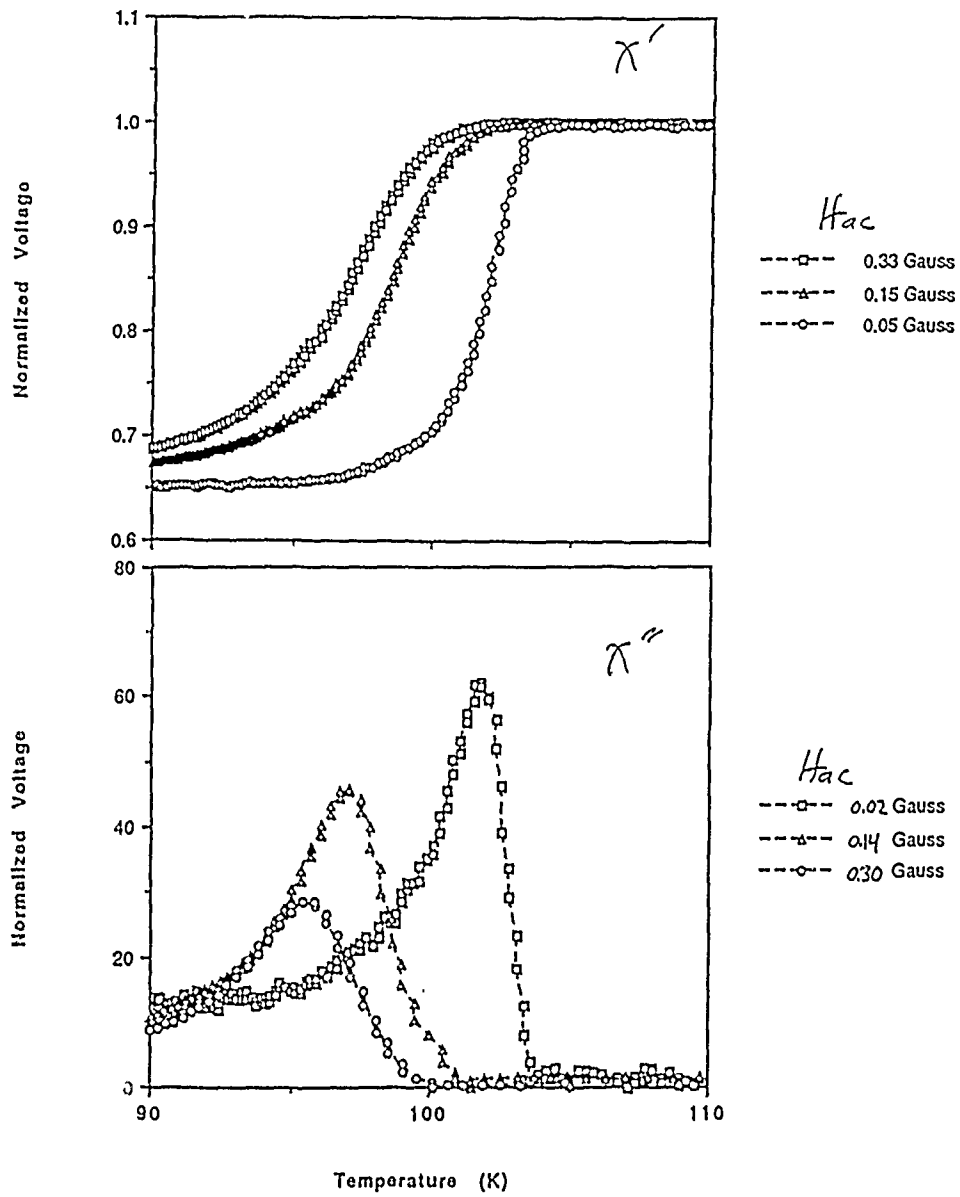 1.1
1.0
0.9
0.8
0.7
0.6
Normalized Voltage
χ′
Hac
0.33 Gauss
0.15 Gauss
0.05 Gauss
80
60
40
20
0
Normalized Voltage
χ″
Hac
0.02 Gauss
0.14 Gauss
0.30 Gauss
90
100
110
Temperature (K)